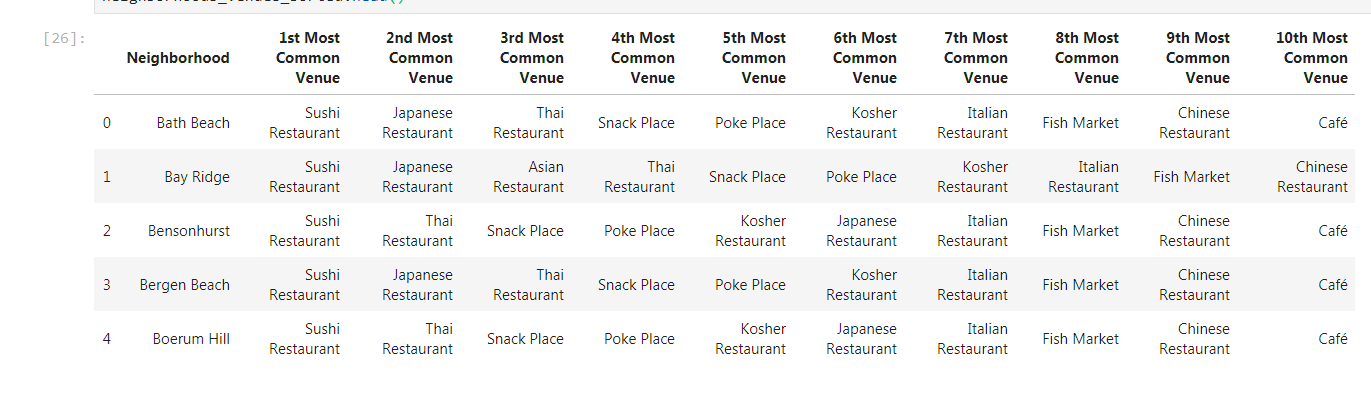 [26]:
Neighborhood 1st Most Common Venue 2nd Most Common Venue 3rd Most Common Venue 4th Most Common Venue 5th Most Common Venue 6th Most Common Venue 7th Most Common Venue 8th Most Common Venue 9th Most Common Venue 10th Most Common Venue
0 Bath Beach Sushi Restaurant Japanese Restaurant Thai Restaurant Snack Place Poke Place Kosher Restaurant Italian Restaurant Fish Market Chinese Restaurant Café
1 Bay Ridge Sushi Restaurant Japanese Restaurant Asian Restaurant Thai Restaurant Snack Place Poke Place Kosher Restaurant Italian Restaurant Fish Market Chinese Restaurant
2 Bensonhurst Sushi Restaurant Thai Restaurant Snack Place Poke Place Kosher Restaurant Japanese Restaurant Italian Restaurant Fish Market Chinese Restaurant Café
3 Bergen Beach Sushi Restaurant Japanese Restaurant Thai Restaurant Snack Place Poke Place Kosher Restaurant Italian Restaurant Fish Market Chinese Restaurant Café
4 Boerum Hill Sushi Restaurant Thai Restaurant Snack Place Poke Place Kosher Restaurant Japanese Restaurant Italian Restaurant Fish Market Chinese Restaurant Café